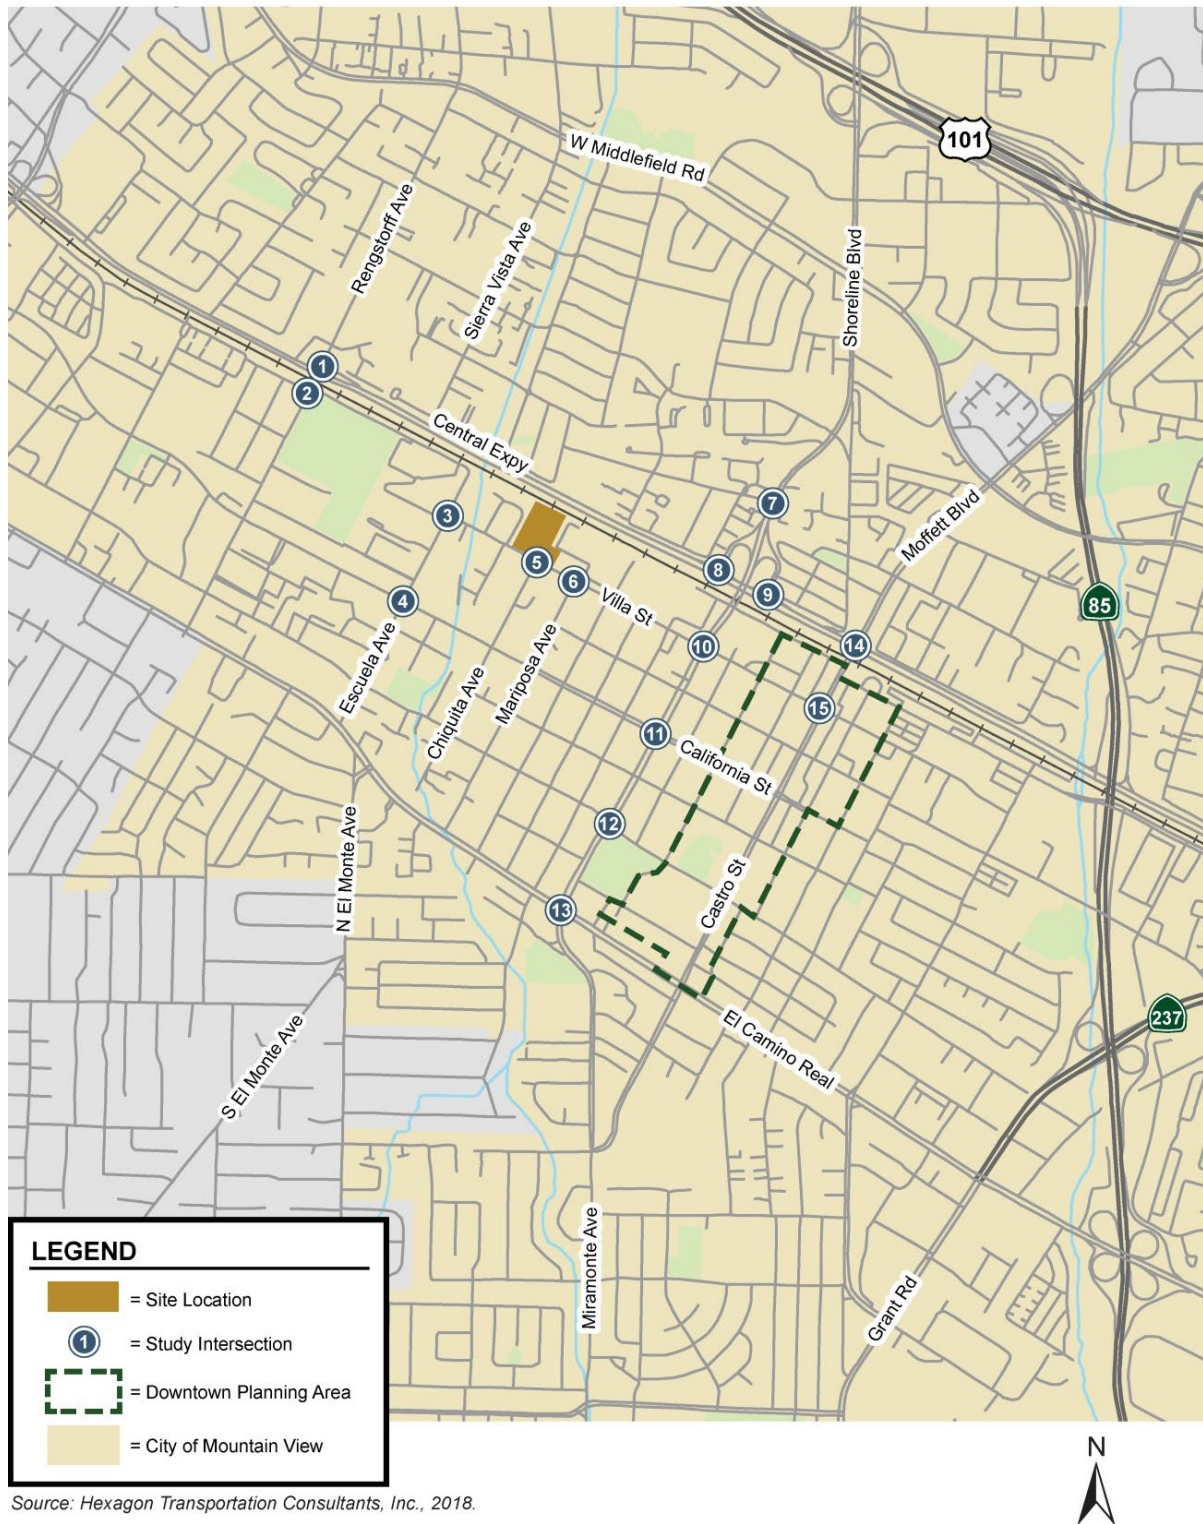 101
W Middlefield Rd
Rengstorff Ave
Sierra Vista Ave
Shoreline Blvd
1
2
Central Expy
3
7
Moffett Blvd
5
8
6
9
85
4
Villa St
10
14
Escuela Ave
Mariposa Ave
Chiquita Ave
15
11
California St
12
N El Monte Ave
Castro St
13
237
El Camino Real
S El Monte Ave
Miramonte Ave
Grant Rd
LEGEND
= Site Location
1
= Study Intersection
= Downtown Planning Area
= City of Mountain View
N
Source: Hexagon Transportation Consultants, Inc., 2018.